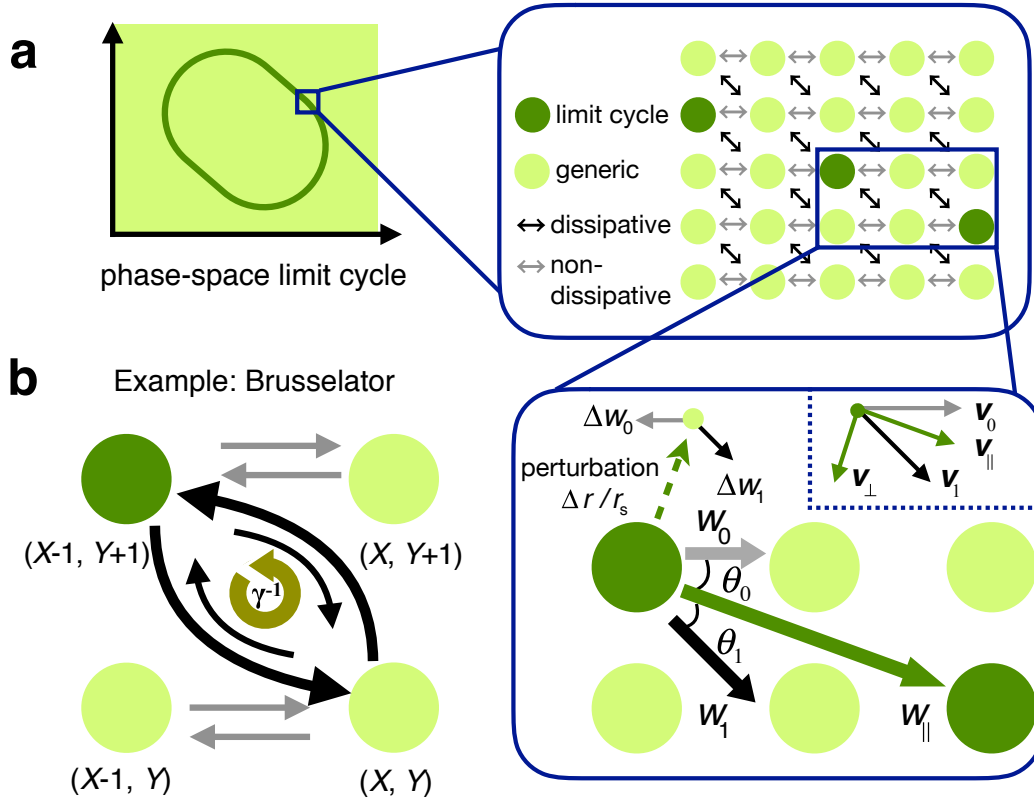 a
phase-space limit cycle
limit cycle
generic
dissipative
non-
dissipative
b
Example: Brusselator
(X-1, Y+1)
(X, Y+1)
γ-1
(X-1, Y)
(X, Y)
Δw0
perturbation
Δr/rs
Δw1
v0
v∥
v⊥
v1
W0
θ0
θ1
W1
W∥